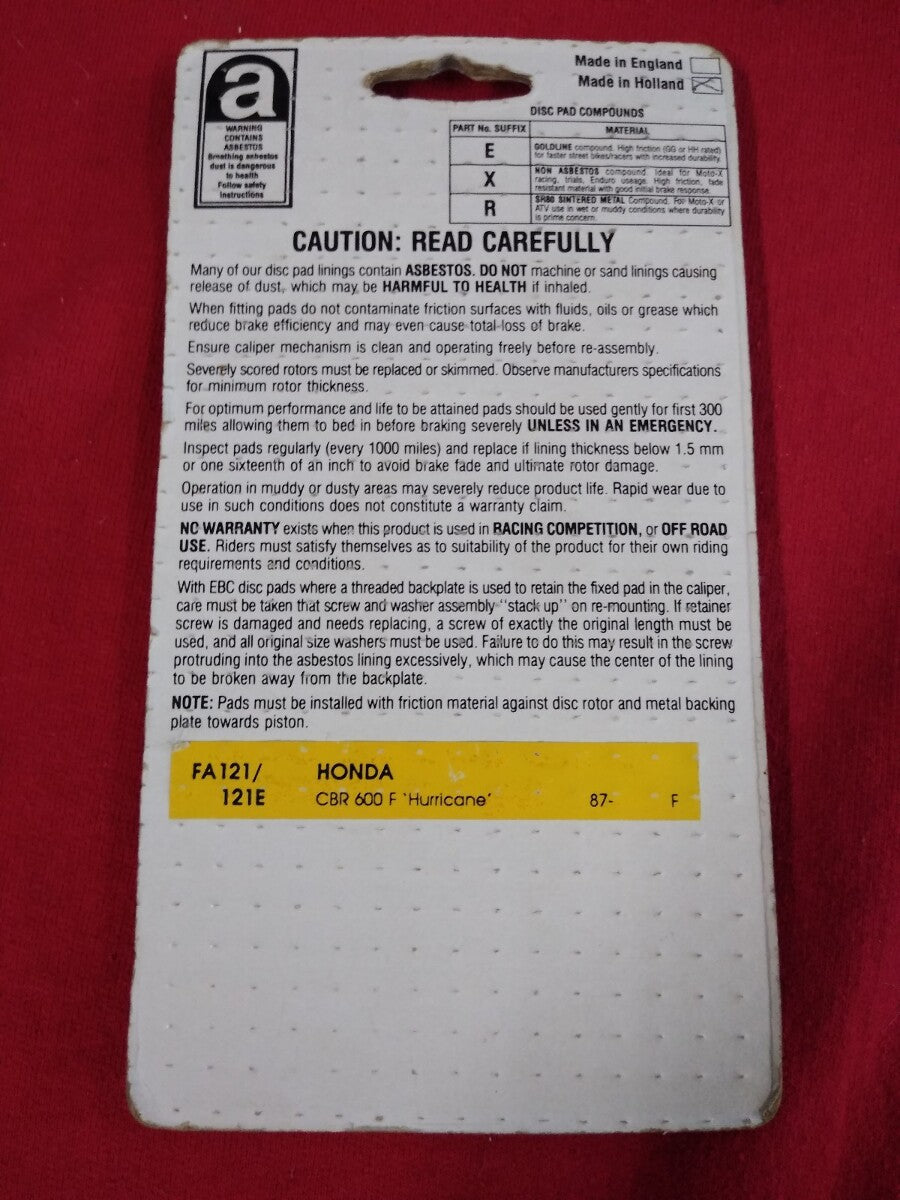 a
WARNING
CONTAINS
ASBESTOS
Breathing asbestos
dust is dangerous
to health
Follow safety
instructions
Made in England
Made in Holland
DISC PAD COMPOUNDS
PART No. SUFFIX MATERIAL
E GOLDLINE compound. High friction (GG or HH rated)
for faster street bikes/racers with increased durability.
X NON ASBESTOS compound. Ideal for Moto-X
racing, trials, Enduro useage. High friction, fade
resistant material with good initial brake response.
R SR80 SINTERED METAL Compound. For Moto-X or
ATV use in wet or muddy conditions where durability
is prime concern.
CAUTION: READ CAREFULLY
Many of our disc pad linings contain ASBESTOS. DO NOT machine or sand linings causing
release of dust, which may be HARMFUL TO HEALTH if inhaled.
When fitting pads do not contaminate friction surfaces with fluids, oils or grease which
reduce brake efficiency and may even cause total loss of brake.
Ensure caliper mechanism is clean and operating freely before re-assembly.
Severely scored rotors must be replaced or skimmed. Observe manufacturers specifications
for minimum rotor thickness.
For optimum performance and life to be attained pads should be used gently for first 300
miles allowing them to bed in before braking severely UNLESS IN AN EMERGENCY.
Inspect pads regularly (every 1000 miles) and replace if lining thickness below 1.5 mm
or one sixteenth of an inch to avoid brake fade and ultimate rotor damage.
Operation in muddy or dusty areas may severely reduce product life. Rapid wear due to
use in such conditions does not constitute a warranty claim.
NO WARRANTY exists when this product is used in RACING COMPETITION, or OFF ROAD
USE. Riders must satisfy themselves as to suitability of the product for their own riding
requirements and conditions.
With EBC disc pads where a threaded backplate is used to retain the fixed pad in the caliper,
care must be taken that screw and washer assembly "stack up" on re-mounting. If retainer
screw is damaged and needs replacing, a screw of exactly the original length must be
used, and all original size washers must be used. Failure to do this may result in the screw
protruding into the asbestos lining excessively, which may cause the center of the lining
to be broken away from the backplate.
NOTE: Pads must be installed with friction material against disc rotor and metal backing
plate towards piston.
FA121/ HONDA
121E CBR 600 F 'Hurricane' 87- F